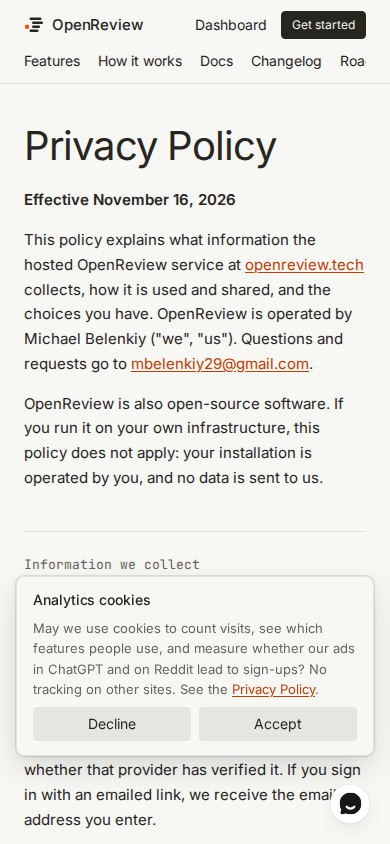 OpenReview
Dashboard
Get started
Features How it works Docs Changelog
Privacy Policy
Effective November 16, 2026
This policy explains what information the
hosted OpenReview service at openreview.tech
collects, how it is used and shared, and the
choices you have. OpenReview is operated by
Michael Belenkiy ("we", "us"). Questions and
requests go to mbelenkiy29@gmail.com.
OpenReview is also open-source software. If
you run it on your own infrastructure, this
policy does not apply: your installation is
operated by you, and no data is sent to us.
Information we collect
Analytics cookies
May we use cookies to count visits, see which
features people use, and measure whether our ads
in ChatGPT and on Reddit lead to sign-ups? No
tracking on other sites. See the Privacy Policy.
Decline
Accept
whether that provider has verified it. If you sign
in with an emailed link, we receive the email
address you enter.